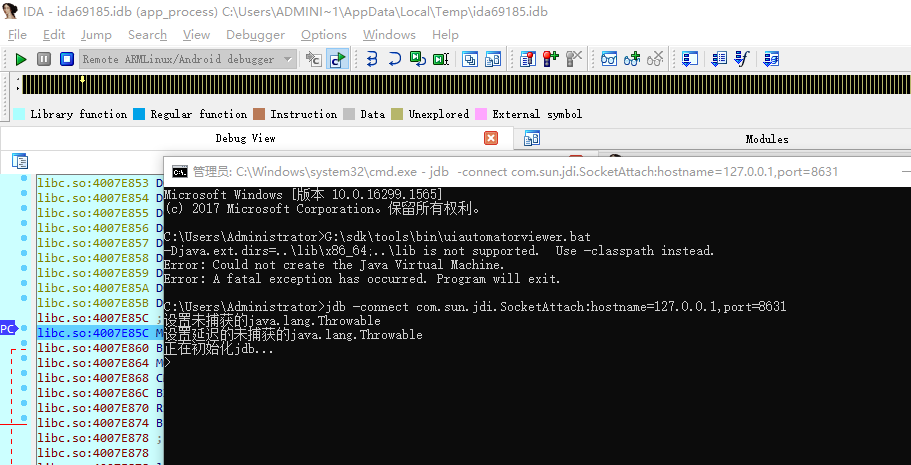 IDA - ida69185.idb (app_process) C:\Users\ADMINI~1\AppData\Local\Temp\ida69185.idb
File Edit Jump Search View Debugger Options Windows Help
Remote ARMLinux/Android debugger
Library function Regular function Instruction Data Unexplored External symbol
Debug View Modules
管理员: C:\Windows\system32\cmd.exe - jdb -connect com.sun.jdi.SocketAttach:hostname=127.0.0.1,port=8631
Microsoft Windows [版本 10.0.16299.1565]
(c) 2017 Microsoft Corporation。保留所有权利。
C:\Users\Administrator>G:\sdk\tools\bin\uiautomatorviewer.bat
-Djava.ext.dirs=..\lib\x86_64;..\lib is not supported.  Use -classpath instead.
Error: Could not create the Java Virtual Machine.
Error: A fatal exception has occurred. Program will exit.
C:\Users\Administrator>jdb -connect com.sun.jdi.SocketAttach:hostname=127.0.0.1,port=8631
设置未捕获的java.lang.Throwable
设置延迟的未捕获的java.lang.Throwable
正在初始化jdb...
>
libc.so:4007E853 D
libc.so:4007E854 D
libc.so:4007E855 D
libc.so:4007E856 D
libc.so:4007E857 D
libc.so:4007E858 D
libc.so:4007E859 D
libc.so:4007E85A D
libc.so:4007E85B D
libc.so:4007E85C ;
PC libc.so:4007E85C M
libc.so:4007E860 B
libc.so:4007E864 M
libc.so:4007E868 C
libc.so:4007E86C B
libc.so:4007E870 R
libc.so:4007E874 B
libc.so:4007E878 ;
libc.so:4007E878